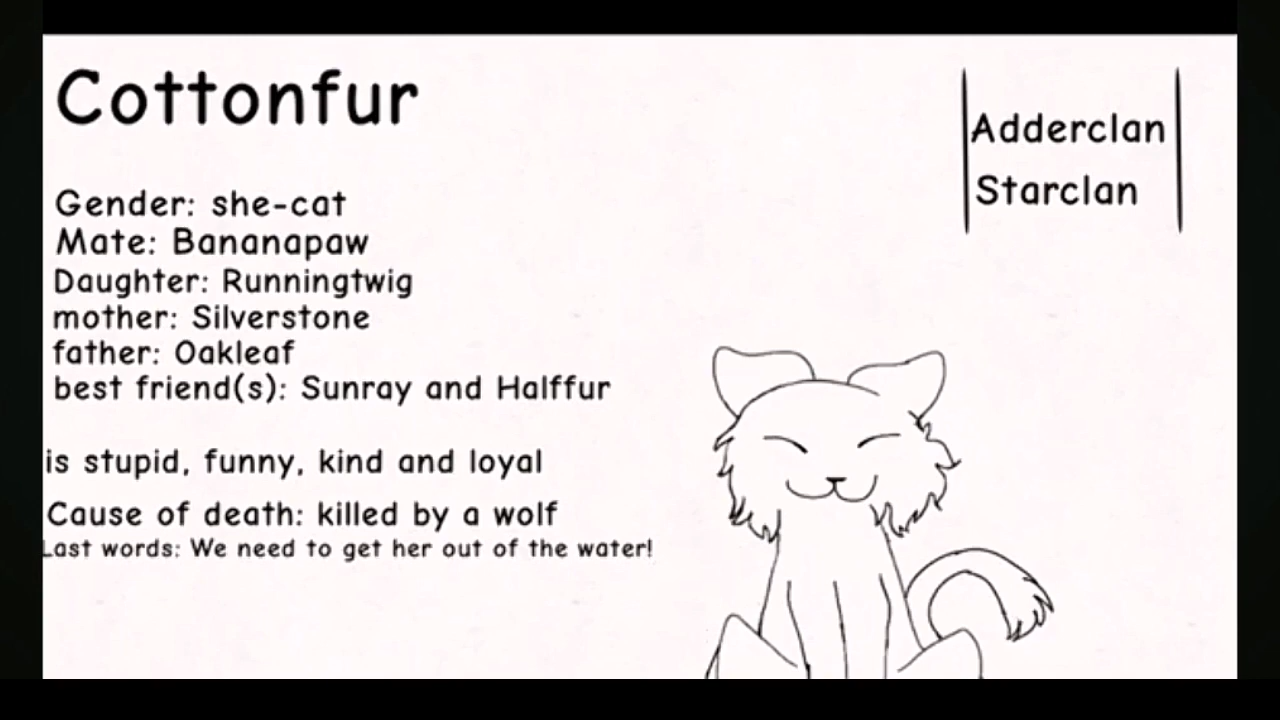 Cottonfur
Adderclan
Starclan
Gender: she-cat
Mate: Bananapaw
Daughter: Runningtwig
mother: Silverstone
father: Oakleaf
best friend(s): Sunray and Halffur
is stupid, funny, kind and loyal
Cause of death: killed by a wolf
Last words: We need to get her out of the water!